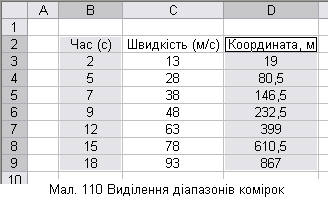 A B C D
1
2 Час (с) Швидкість (м/с) Координата, м
3 2 13 19
4 5 28 80,5
5 7 38 146,5
6 9 48 232,5
7 12 63 399
8 15 78 610,5
9 18 93 867
10
Мал. 110 Виділення діапазонів комірок